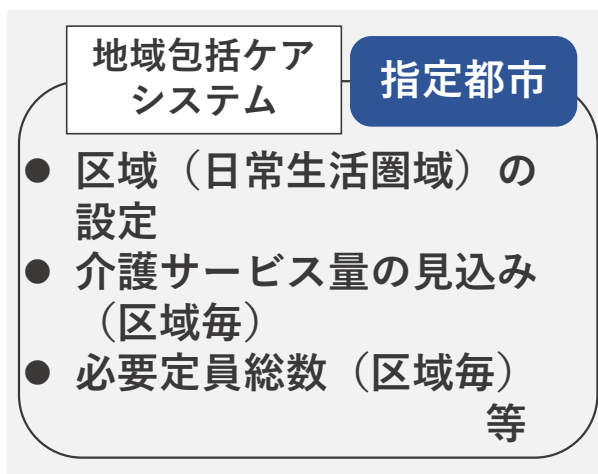 地域包括ケア
システム
指定都市
● 区域（日常生活圏域）の
設定
● 介護サービス量の見込み
（区域毎）
● 必要定員総数（区域毎）
等